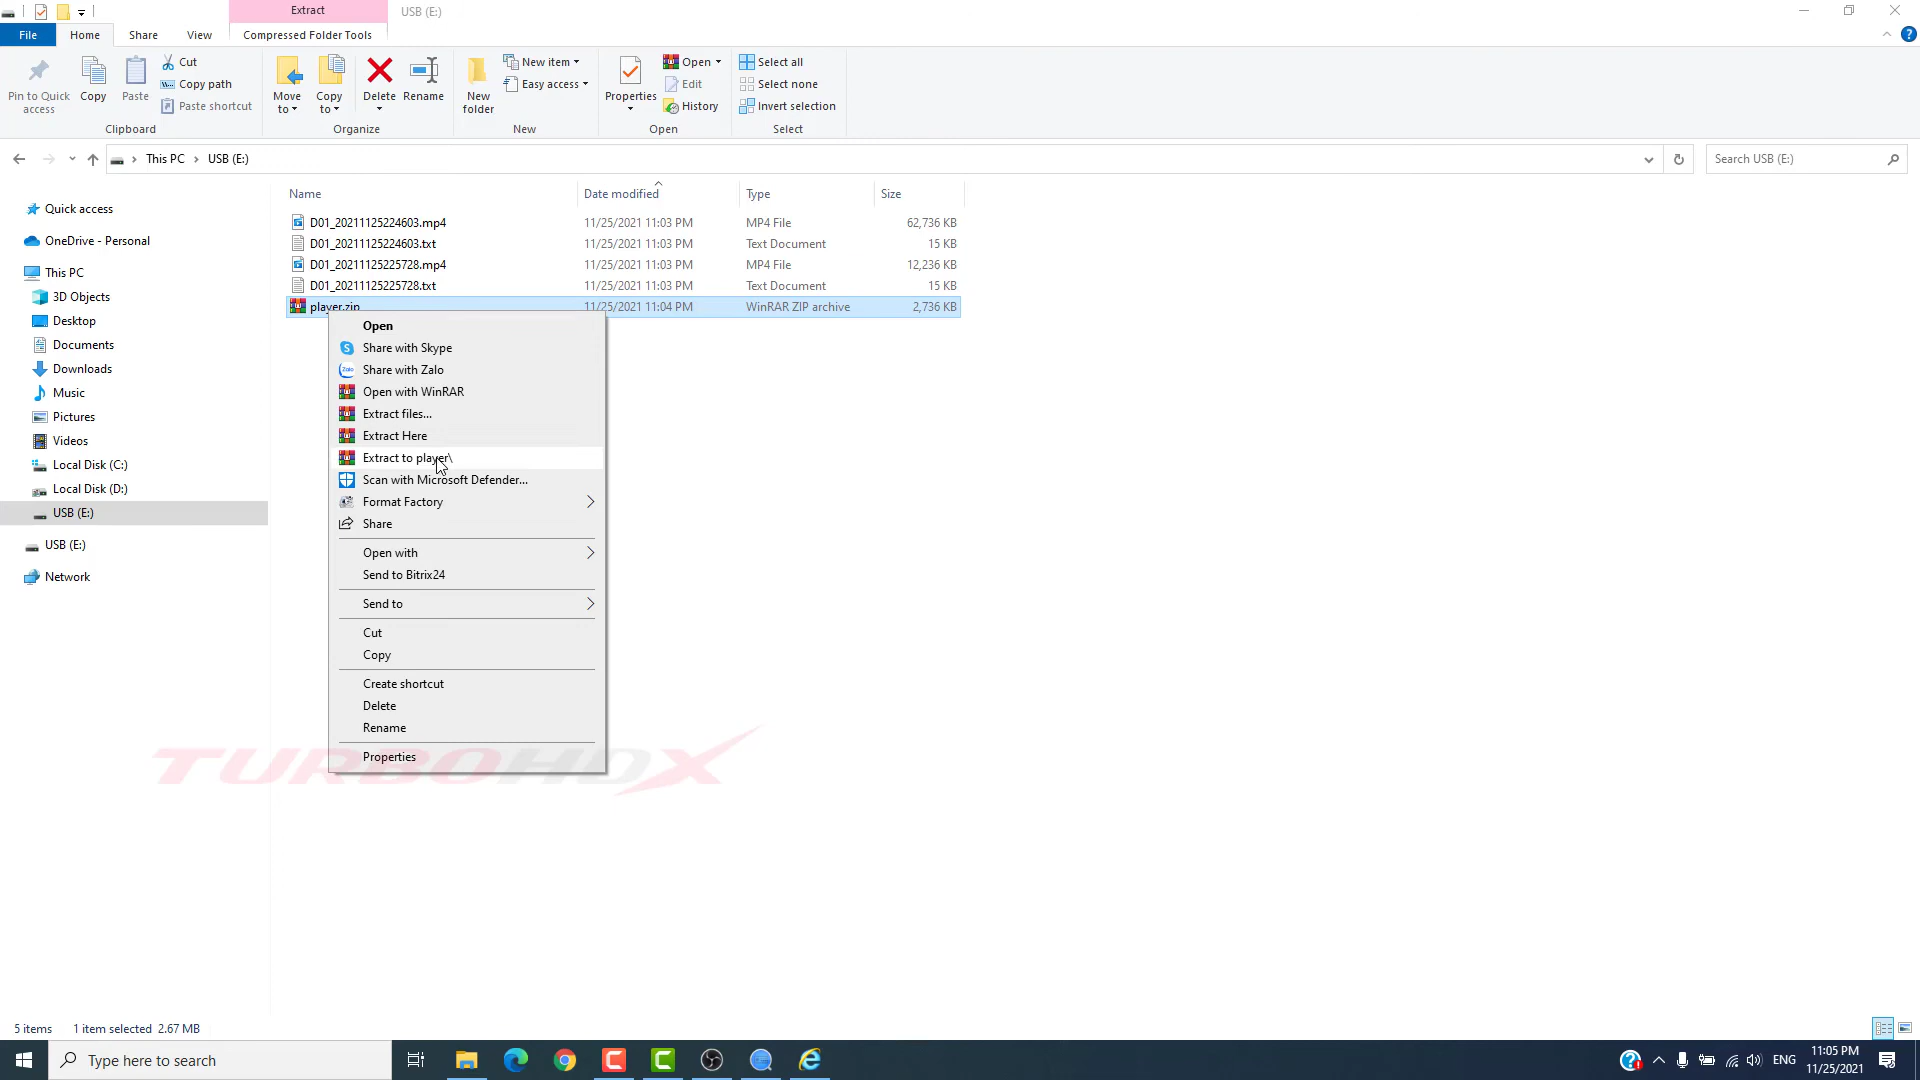 Extract
USB (E:)
File
Home
Share
View
Compressed Folder Tools
Pin to Quick access
Copy
Paste
Cut
Copy path
Paste shortcut
Clipboard
Move to
Copy to
Delete
Rename
Organize
New folder
New item
Easy access
New
Properties
Open
Edit
History
Open
Select all
Select none
Invert selection
Select
This PC
USB (E:)
Search USB (E:)
Quick access
OneDrive - Personal
This PC
3D Objects
Desktop
Documents
Downloads
Music
Pictures
Videos
Local Disk (C:)
Local Disk (D:)
USB (E:)
USB (E:)
Network
Name Date modified Type Size
D01_20211125224603.mp4 11/25/2021 11:03 PM MP4 File 62,736 KB
D01_20211125224603.txt 11/25/2021 11:03 PM Text Document 15 KB
D01_20211125225728.mp4 11/25/2021 11:03 PM MP4 File 12,236 KB
D01_20211125225728.txt 11/25/2021 11:03 PM Text Document 15 KB
player.zip 11/25/2021 11:04 PM WinRAR ZIP archive 2,736 KB
Open
Share with Skype
Zalo Share with Zalo
Open with WinRAR
Extract files...
Extract Here
Extract to player\
Scan with Microsoft Defender...
Format Factory
Share
Open with
Send to Bitrix24
Send to
Cut
Copy
Create shortcut
Delete
Rename
Properties
TURBOHDX
5 items 1 item selected 2.67 MB
Type here to search
ENG
11:05 PM
11/25/2021